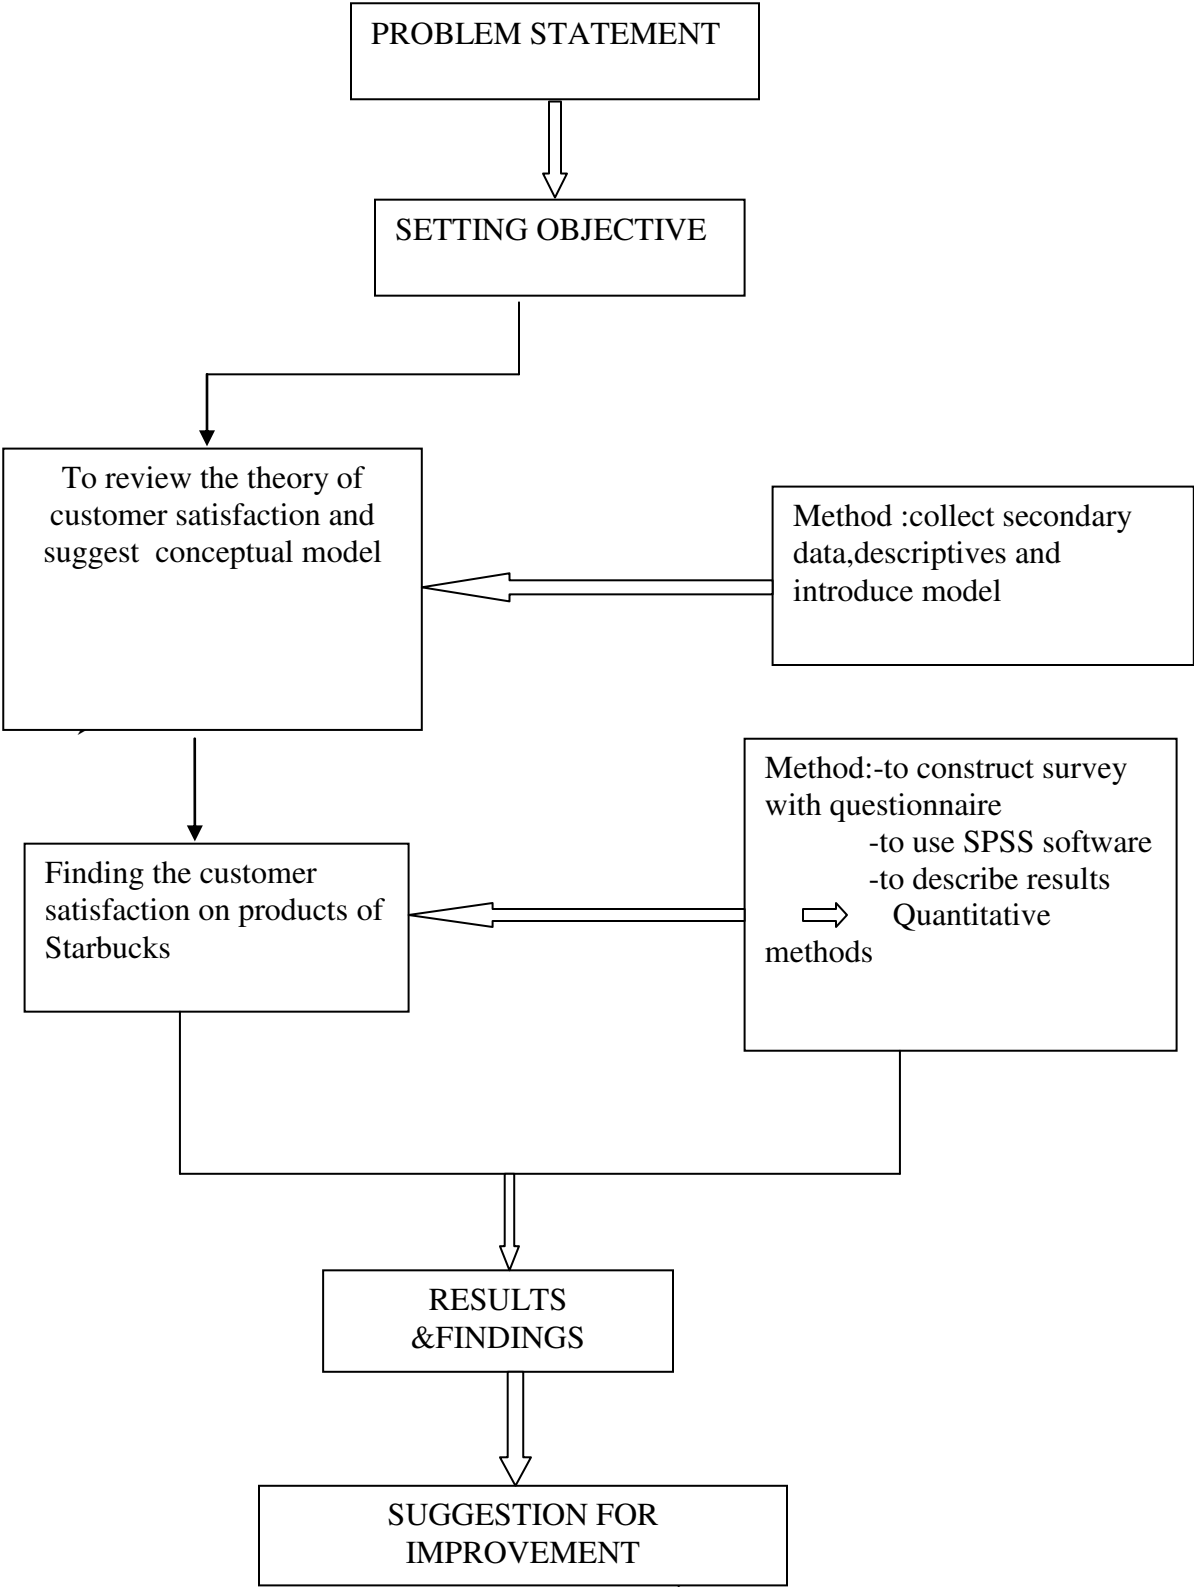 PROBLEM STATEMENT
SETTING OBJECTIVE
To review the theory of
customer satisfaction and
suggest  conceptual model
Method :collect secondary
data,descriptives and
introduce model
Method:-to construct survey
with questionnaire
-to use SPSS software
-to describe results
Quantitative
methods
Finding the customer
satisfaction on products of
Starbucks
RESULTS
&FINDINGS
SUGGESTION FOR
IMPROVEMENT